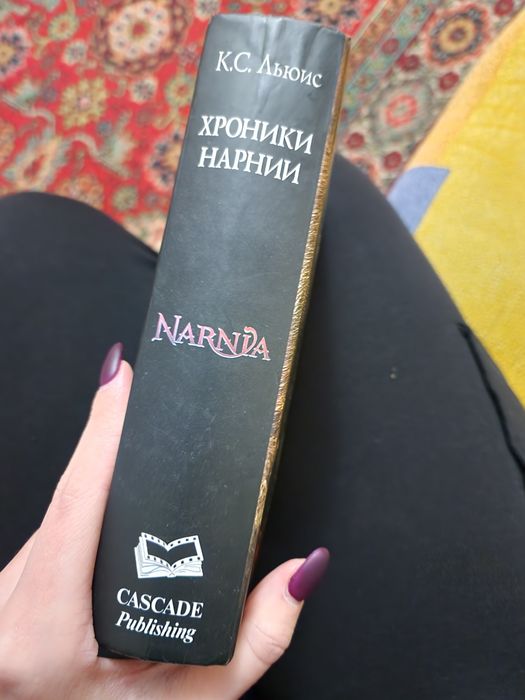 К.С. Льюис
ХРОНИКИ
НАРНИИ
NARNIA
CASCADE
Publishing